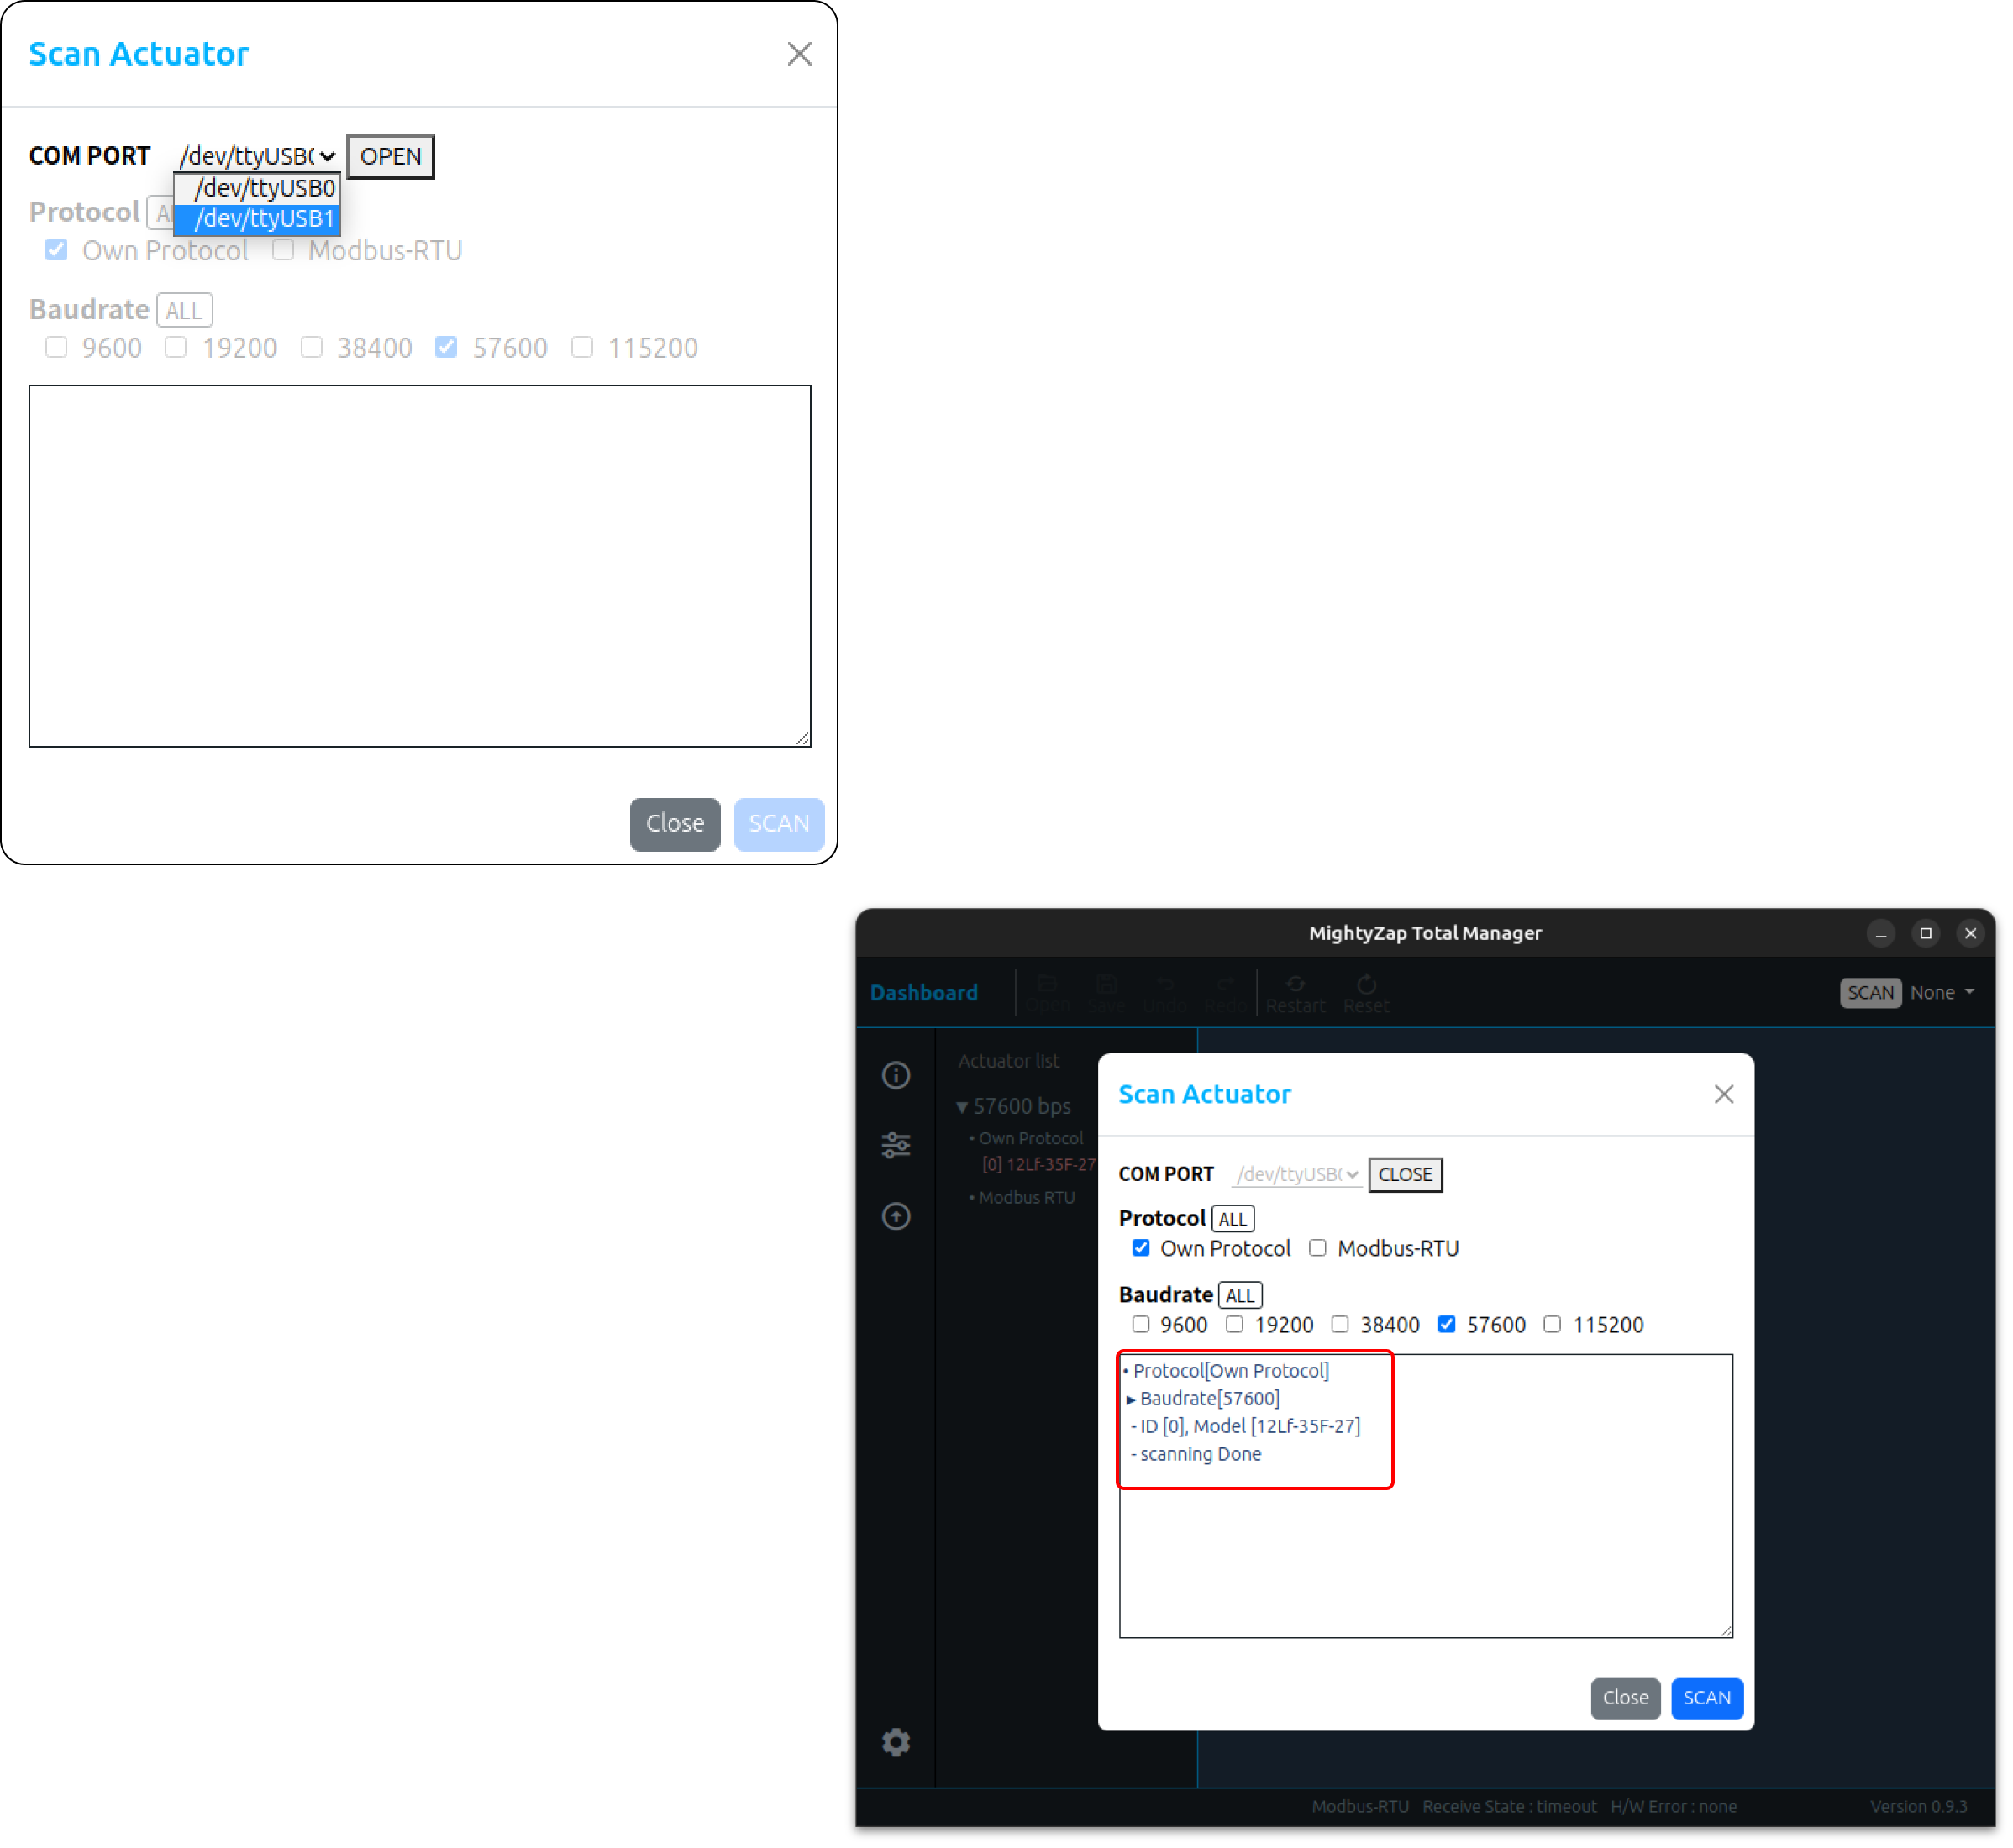 Scan Actuator
COM PORT /dev/ttyUSB( OPEN
/dev/ttyUSB0
/dev/ttyUSB1
Protocol
Own Protocol Modbus-RTU
Baudrate ALL
9600 19200 38400 57600 115200
Close SCAN
MightyZap Total Manager
Dashboard Open Save Undo Redo Restart Reset SCAN None
Actuator list
▼ 57600 bps
• Own Protocol
[0] 12Lf-35F-27
• Modbus RTU
Scan Actuator
COM PORT /dev/ttyUSB( CLOSE
Protocol ALL
Own Protocol Modbus-RTU
Baudrate ALL
9600 19200 38400 57600 115200
• Protocol[Own Protocol]
▸ Baudrate[57600]
- ID [0], Model [12Lf-35F-27]
- scanning Done
Close SCAN
Modbus-RTU Receive State : timeout H/W Error : none Version 0.9.3